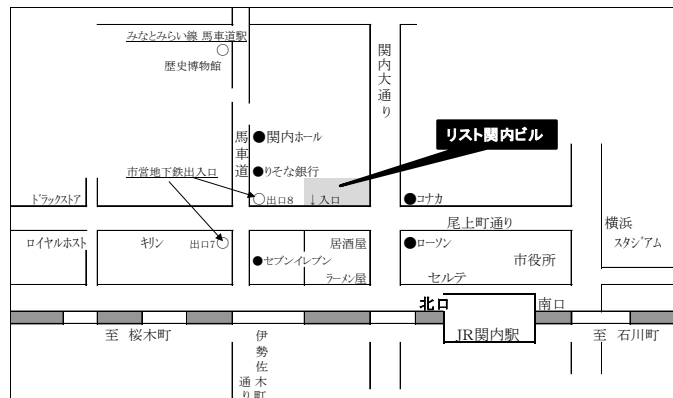 みなとみらい線 馬車道駅
歴史博物館
関内大通り
馬車道
●関内ホール
リスト関内ビル
●りそな銀行
市営地下鉄出入口
ドラックストア
出口8
↓入口
●コナカ
尾上町通り
横浜
スタジアム
ロイヤルホスト
キリン
出口7
居酒屋
●ローソン
市役所
●セブンイレブン
ラーメン屋
セルテ
北口
南口
至 桜木町
伊勢佐木町通り
JR関内駅
至 石川町